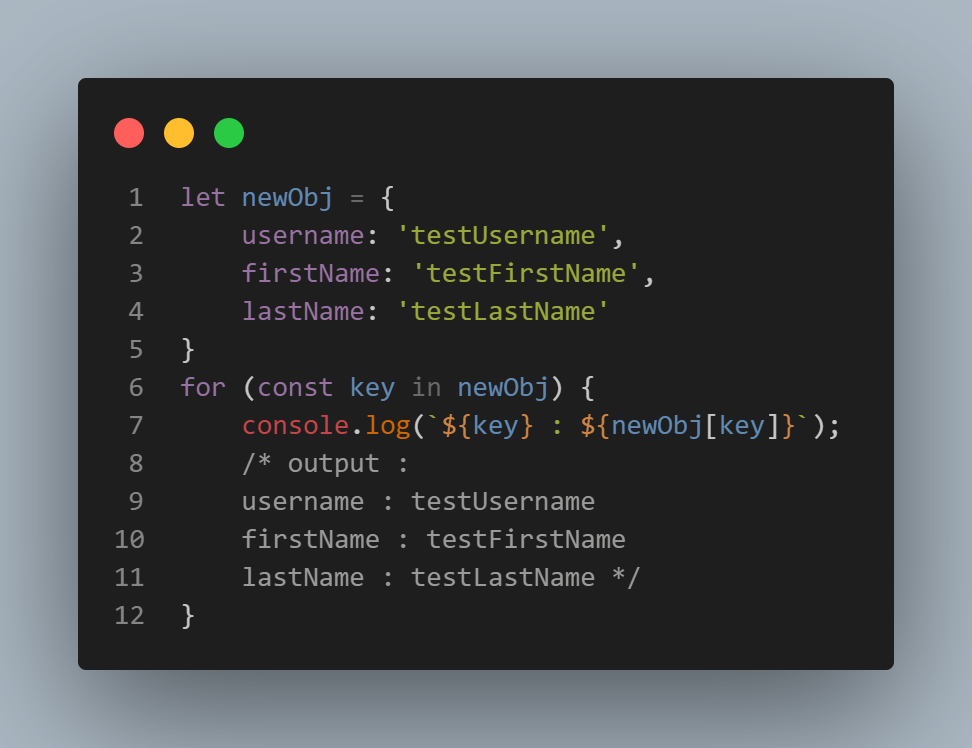 1 let newObj = {
2     username: 'testUsername',
3     firstName: 'testFirstName',
4     lastName: 'testLastName'
5 }
6 for (const key in newObj) {
7     console.log(`${key} : ${newObj[key]}`);
8     /* output :
9     username : testUsername
10     firstName : testFirstName
11     lastName : testLastName */
12 }